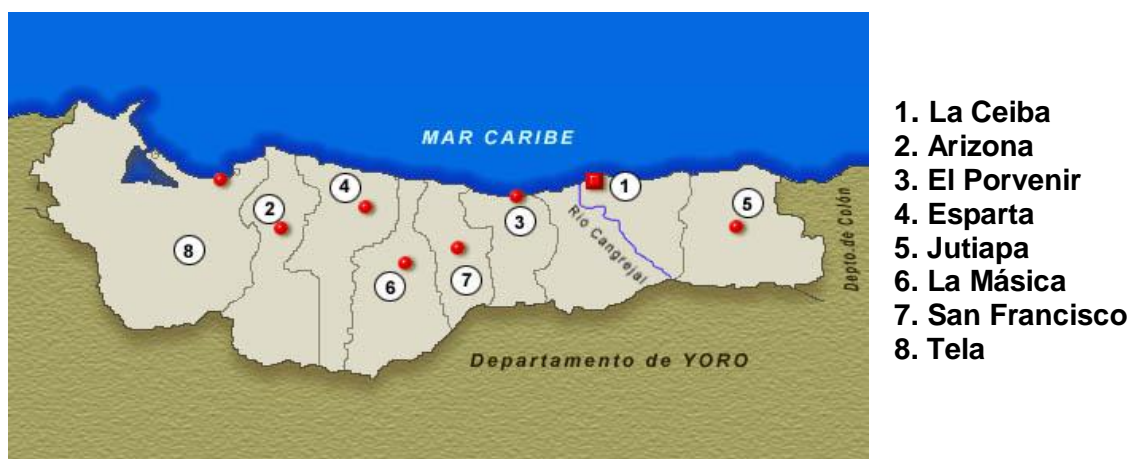 MAR CARIBE
1
4
5
2
3
Río Cangrejal
8
7
6
Depto. de Colón
Departamento de YORO
1. La Ceiba
2. Arizona
3. El Porvenir
4. Esparta
5. Jutiapa
6. La Másica
7. San Francisco
8. Tela